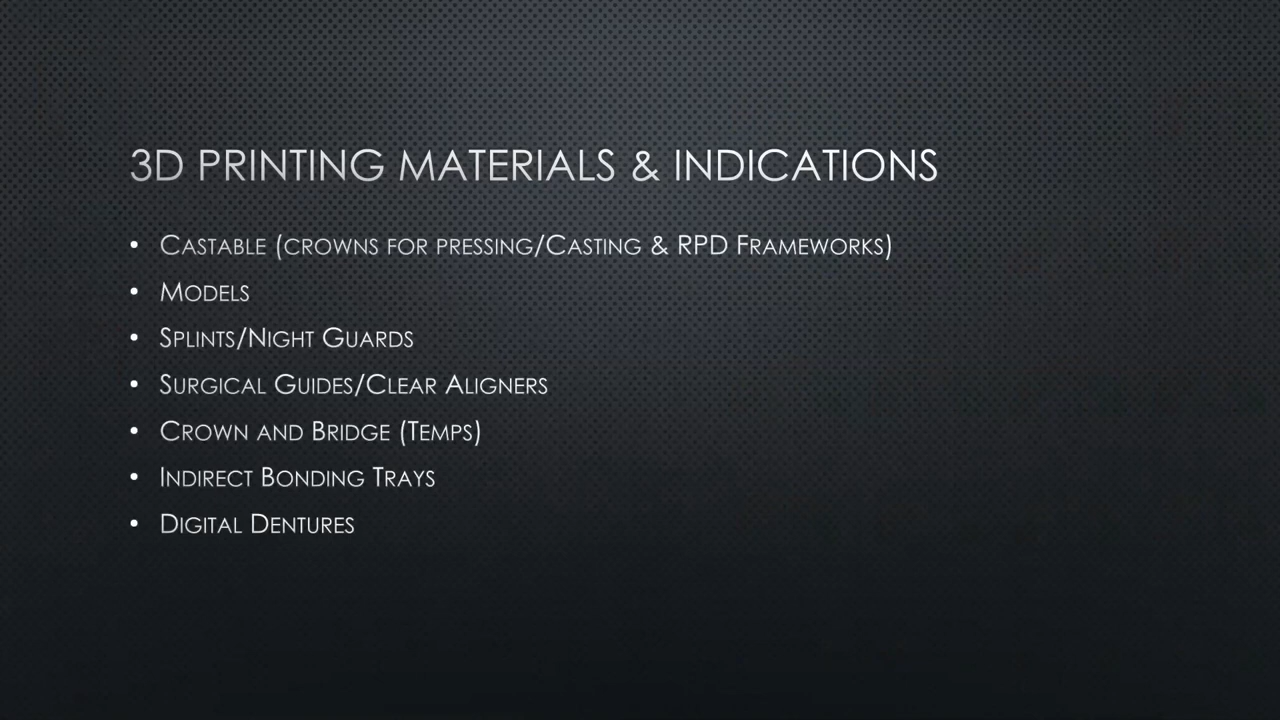 3D PRINTING MATERIALS & INDICATIONS
• CASTABLE (CROWNS FOR PRESSING/CASTING & RPD FRAMEWORKS)
• MODELS
• SPLINTS/NIGHT GUARDS
• SURGICAL GUIDES/CLEAR ALIGNERS
• CROWN AND BRIDGE (TEMPS)
• INDIRECT BONDING TRAYS
• DIGITAL DENTURES